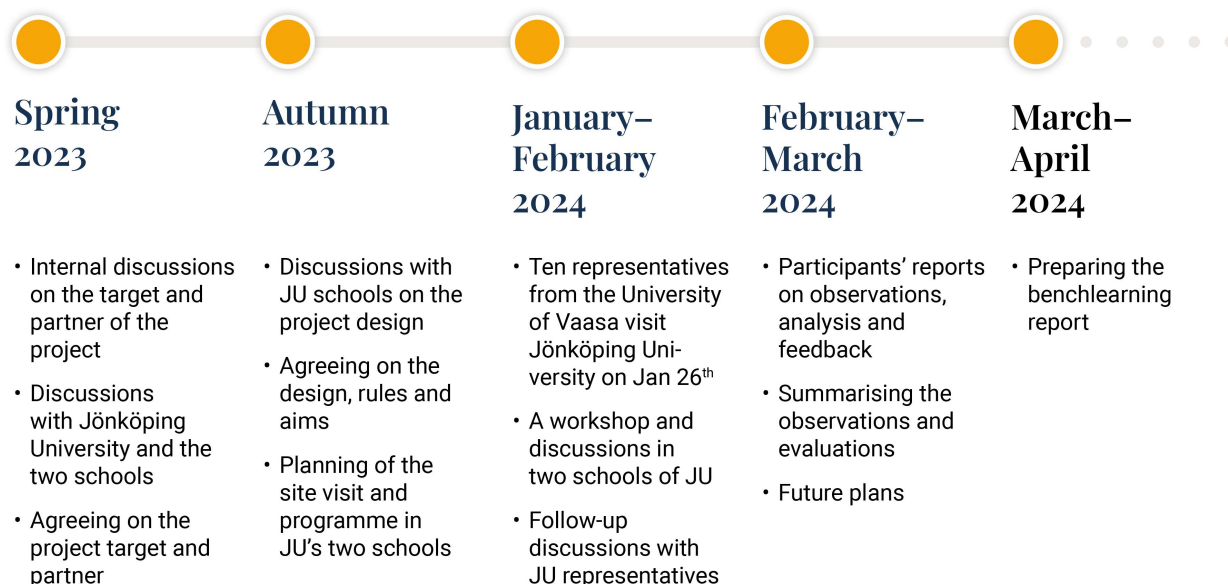 Spring
2023
• Internal discussions
on the target and
partner of the
project
• Discussions
with Jönköping
University and the
two schools
• Agreeing on the
project target and
partner
Autumn
2023
• Discussions with
JU schools on the
project design
• Agreeing on the
design, rules and
aims
• Planning of the
site visit and
programme in
JU's two schools
January–
February
2024
• Ten representatives
from the University
of Vaasa visit
Jönköping Uni-
versity on Jan 26th
• A workshop and
discussions in
two schools of JU
• Follow-up
discussions with
JU representatives
February–
March
2024
• Participants' reports
on observations,
analysis and
feedback
• Summarising the
observations and
evaluations
• Future plans
March–
April
2024
• Preparing the
benchlearning
report